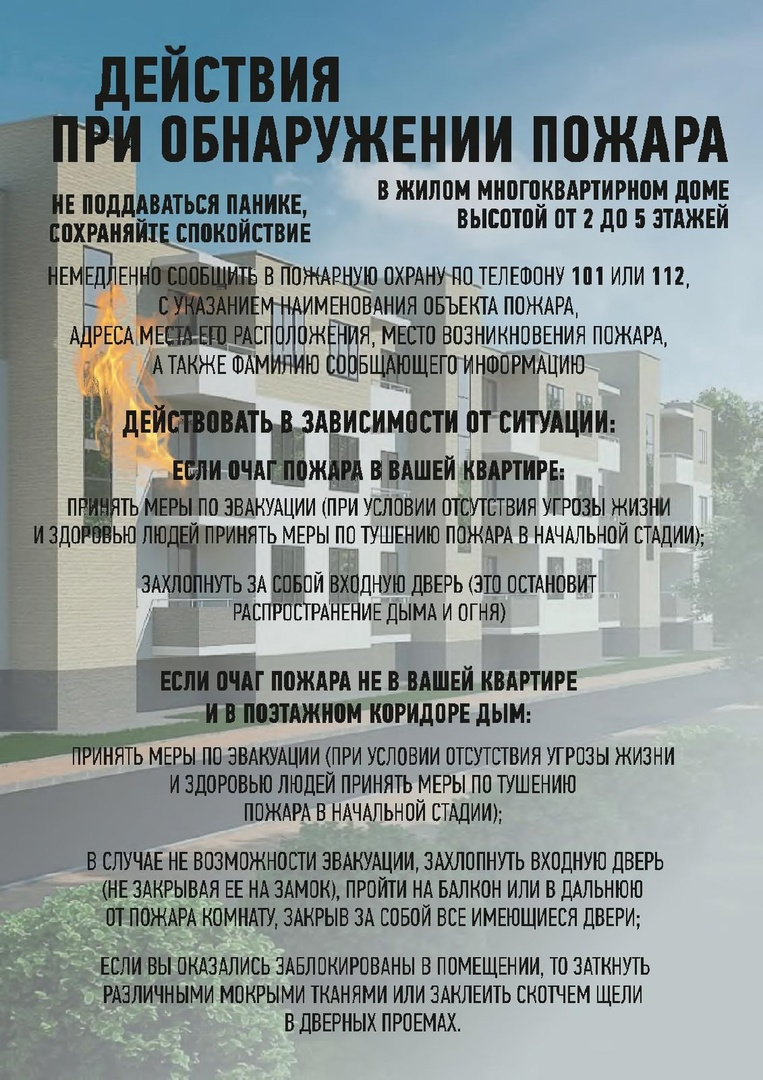 ДЕЙСТВИЯ
ПРИ ОБНАРУЖЕНИИ ПОЖАРА
В ЖИЛОМ МНОГОКВАРТИРНОМ ДОМЕ
ВЫСОТОЙ ОТ 2 ДО 5 ЭТАЖЕЙ
НЕ ПОДДАВАТЬСЯ ПАНИКЕ,
СОХРАНЯЙТЕ СПОКОЙСТВИЕ
НЕМЕДЛЕННО СООБЩИТЬ В ПОЖАРНУЮ ОХРАНУ ПО ТЕЛЕФОНУ 101 ИЛИ 112,
С УКАЗАНИЕМ НАИМЕНОВАНИЯ ОБЪЕКТА ПОЖАРА,
АДРЕСА МЕСТА ЕГО РАСПОЛОЖЕНИЯ, МЕСТО ВОЗНИКНОВЕНИЯ ПОЖАРА,
А ТАКЖЕ ФАМИЛИЮ СООБЩАЮЩЕГО ИНФОРМАЦИЮ
ДЕЙСТВОВАТЬ В ЗАВИСИМОСТИ ОТ СИТУАЦИИ:
ЕСЛИ ОЧАГ ПОЖАРА В ВАШЕЙ КВАРТИРЕ:
ПРИНЯТЬ МЕРЫ ПО ЭВАКУАЦИИ (ПРИ УСЛОВИИ ОТСУТСТВИЯ УГРОЗЫ ЖИЗНИ
И ЗДОРОВЬЮ ЛЮДЕЙ ПРИНЯТЬ МЕРЫ ПО ТУШЕНИЮ ПОЖАРА В НАЧАЛЬНОЙ СТАДИИ);
ЗАХЛОПНУТЬ ЗА СОБОЙ ВХОДНУЮ ДВЕРЬ (ЭТО ОСТАНОВИТ
РАСПРОСТРАНЕНИЕ ДЫМА И ОГНЯ)
ЕСЛИ ОЧАГ ПОЖАРА НЕ В ВАШЕЙ КВАРТИРЕ
И В ПОЭТАЖНОМ КОРИДОРЕ ДЫМ:
ПРИНЯТЬ МЕРЫ ПО ЭВАКУАЦИИ (ПРИ УСЛОВИИ ОТСУТСТВИЯ УГРОЗЫ ЖИЗНИ
И ЗДОРОВЬЮ ЛЮДЕЙ ПРИНЯТЬ МЕРЫ ПО ТУШЕНИЮ
ПОЖАРА В НАЧАЛЬНОЙ СТАДИИ);
В СЛУЧАЕ НЕ ВОЗМОЖНОСТИ ЭВАКУАЦИИ, ЗАХЛОПНУТЬ ВХОДНУЮ ДВЕРЬ
(НЕ ЗАКРЫВАЯ ЕЕ НА ЗАМОК), ПРОЙТИ НА БАЛКОН ИЛИ В ДАЛЬНЮЮ
ОТ ПОЖАРА КОМНАТУ, ЗАКРЫВ ЗА СОБОЙ ВСЕ ИМЕЮЩИЕСЯ ДВЕРИ;
ЕСЛИ ВЫ ОКАЗАЛИСЬ ЗАБЛОКИРОВАНЫ В ПОМЕЩЕНИИ, ТО ЗАТКНУТЬ
РАЗЛИЧНЫМИ МОКРЫМИ ТКАНЯМИ ИЛИ ЗАКЛЕИТЬ СКОТЧЕМ ЩЕЛИ
В ДВЕРНЫХ ПРОЕМАХ.